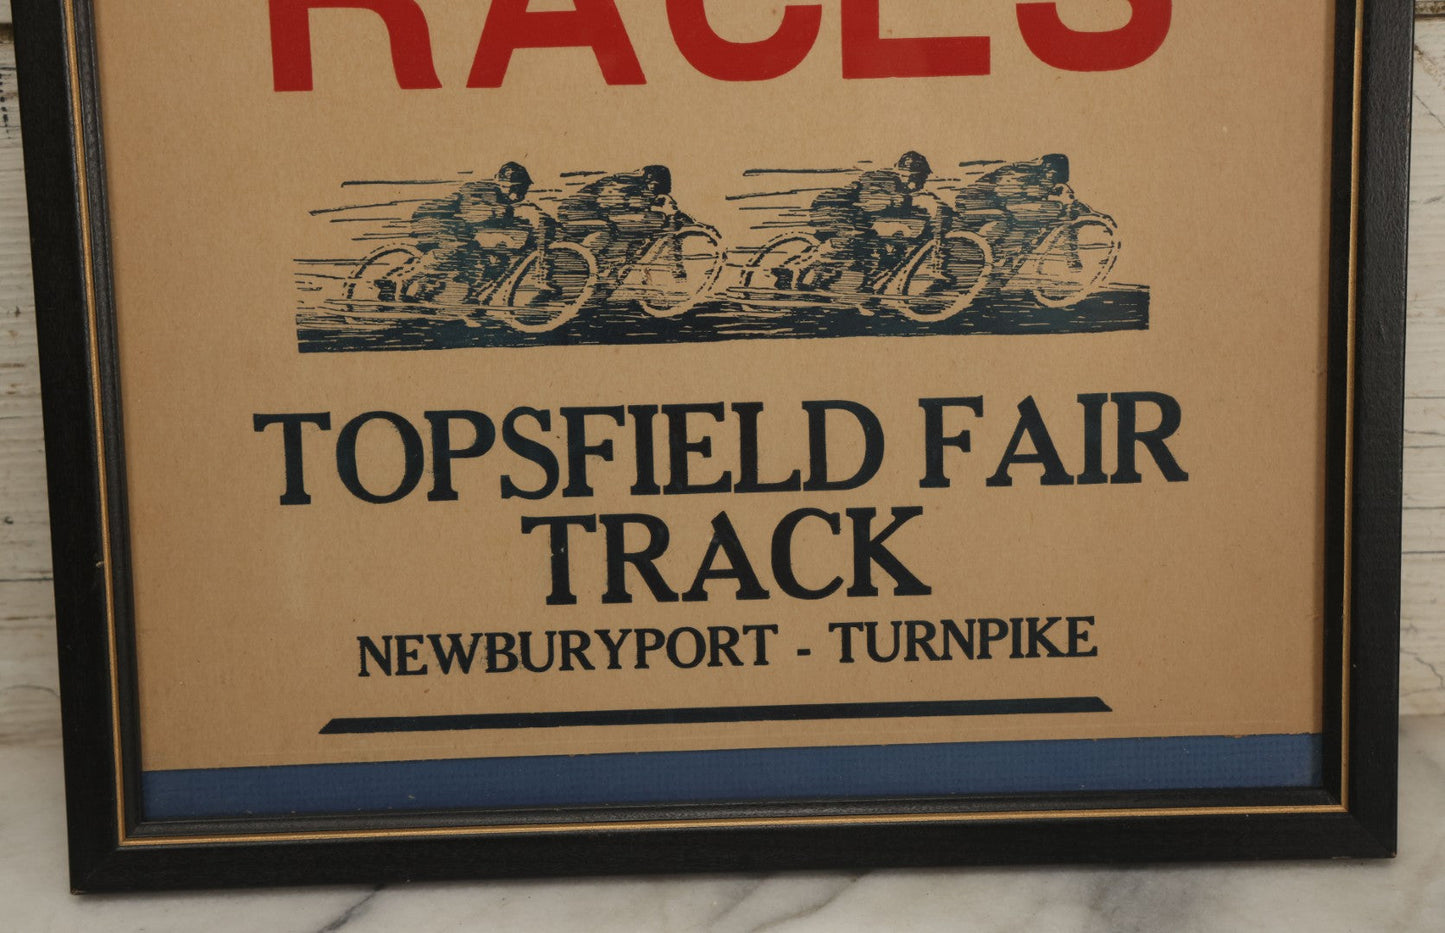 RACES
TOPSFIELD FAIR
TRACK
NEWBURYPORT - TURNPIKE